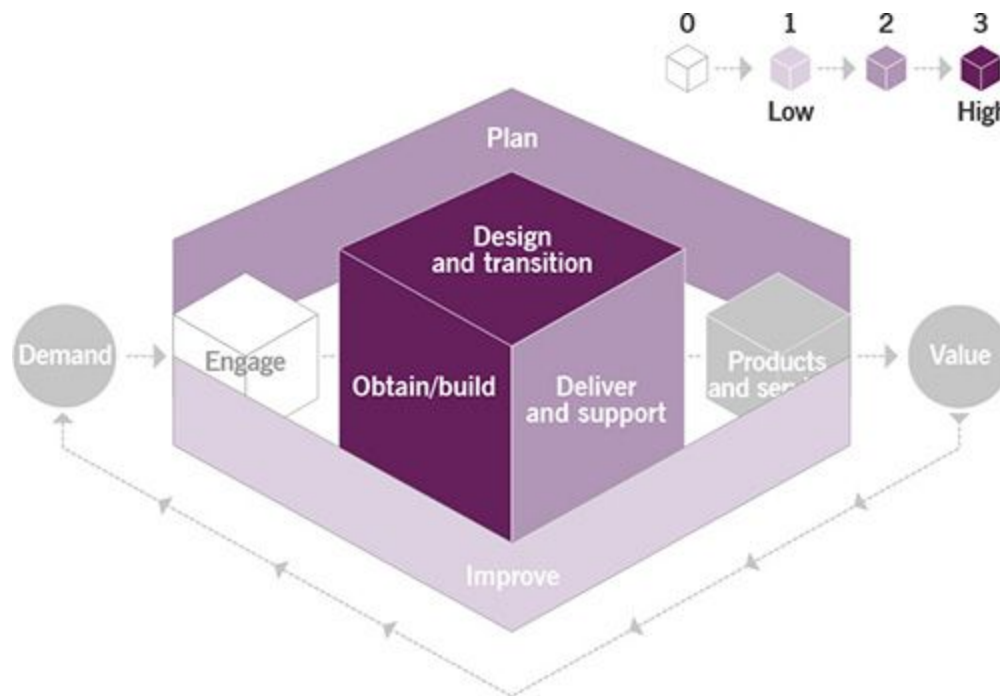 0 1 2 3
Low High
Plan
Design
and transition
Demand
Engage
Obtain/build
Deliver
and support
Products
and ser
Value
Improve